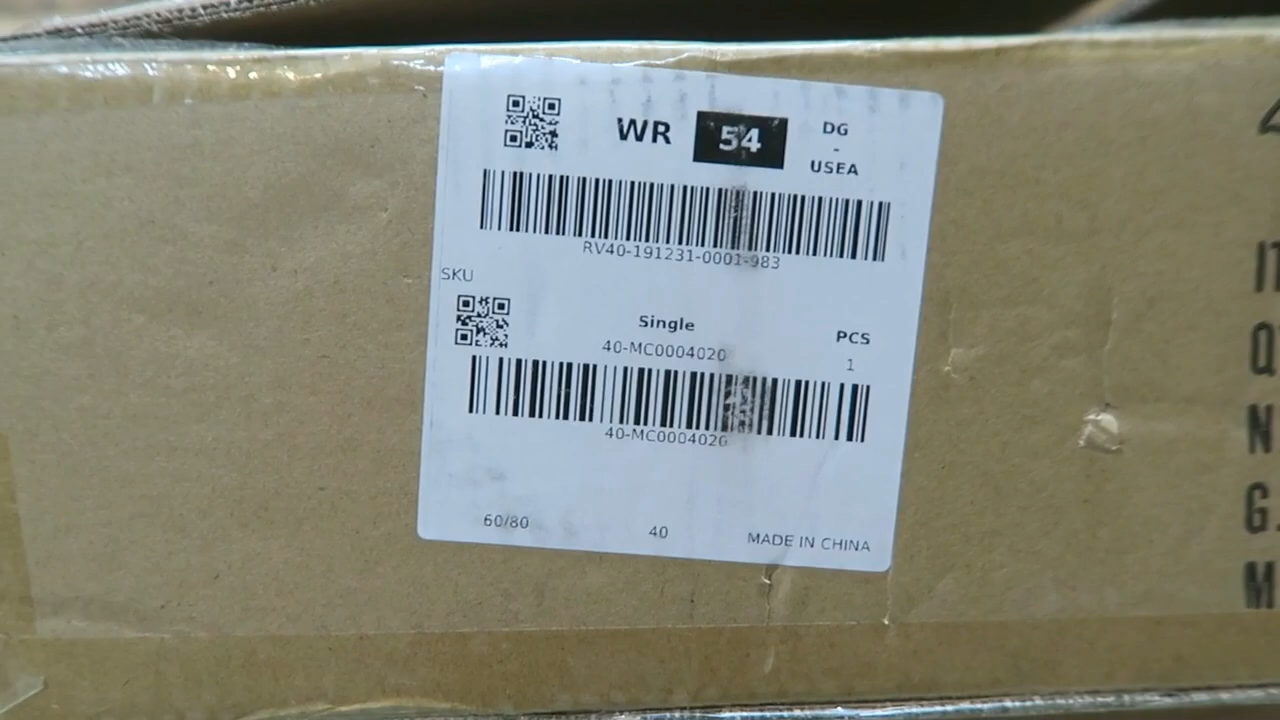 WR 54 DG
-
USEA
RV40-191231-0001-983
SKU
Single PCS
40-MC0004020 1
40-MC0004020
60/80 40 MADE IN CHINA
Q
N
G.
M